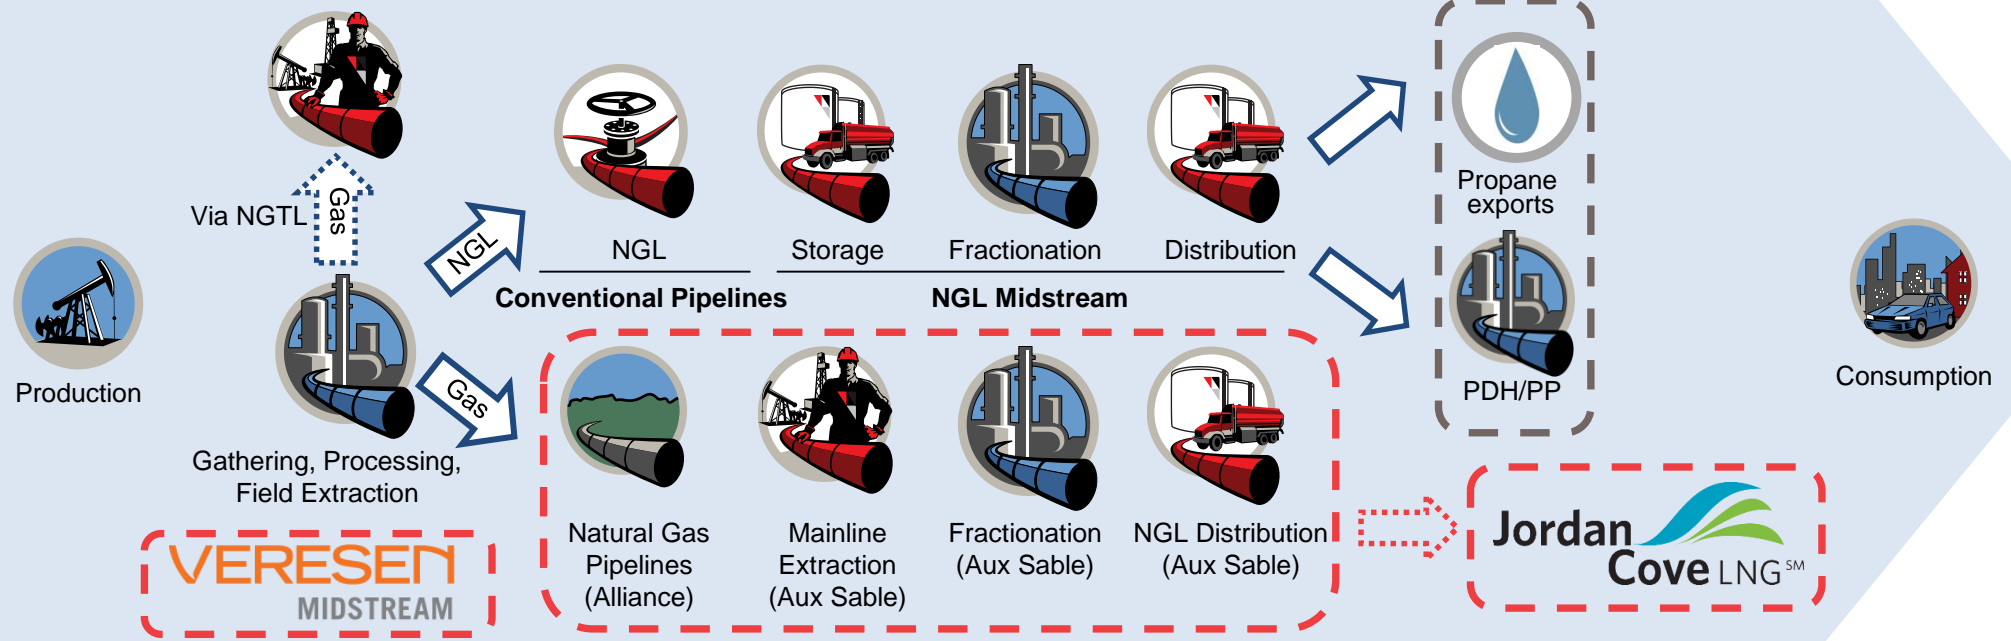 Via NGTL
Gas
NGL
Gas
Production
Gathering, Processing,
Field Extraction
VERESEN
MIDSTREAM
NGL
Storage
Fractionation
Distribution
Conventional Pipelines
NGL Midstream
Natural Gas
Pipelines
(Alliance)
Mainline
Extraction
(Aux Sable)
Fractionation
(Aux Sable)
NGL Distribution
(Aux Sable)
Propane
exports
PDH/PP
Jordan
Cove LNG SM
Consumption